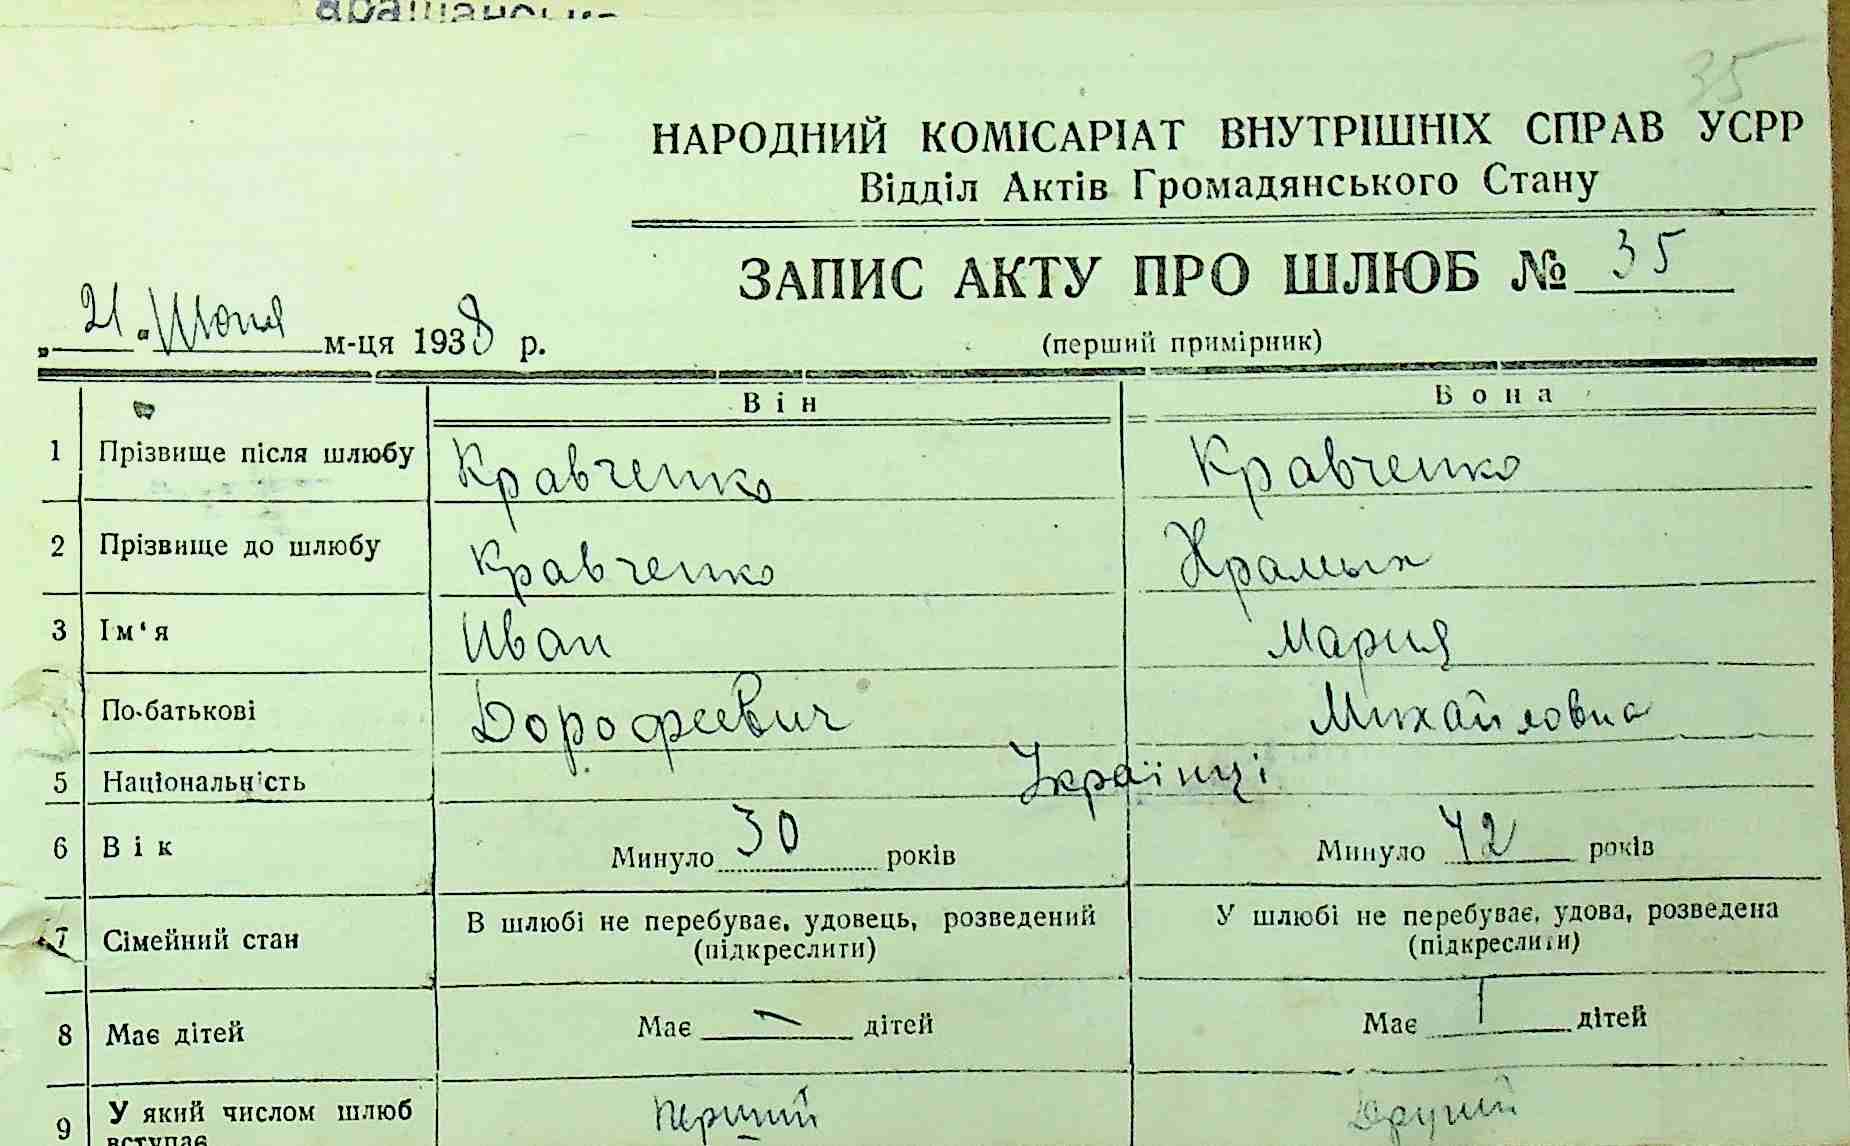 35
НАРОДНИЙ КОМІСАРІАТ ВНУТРІШНІХ СПРАВ УСРР
Відділ Актів Громадянського Стану
ЗАПИС АКТУ ПРО ШЛЮБ № 35
„21“ Июня м-ця 1938 р.
(перший примірник)
Він Вона
1 Прізвище після шлюбу Кравченко Кравченко
2 Прізвище до шлюбу Кравченко
3 Ім‘я Иван Мария
По-батькові Дорофеевич Михайловна
5 Національність Українці
6 Вік Минуло 30 років Минуло 42 років
7 Сімейний стан В шлюбі не перебуває, удовець, розведений У шлюбі не перебуває, удова, розведена
(підкреслити) (підкреслити)
8 Має дітей Має — дітей Має 1 дітей
9 У який числом шлюб Перший Другий
вступає